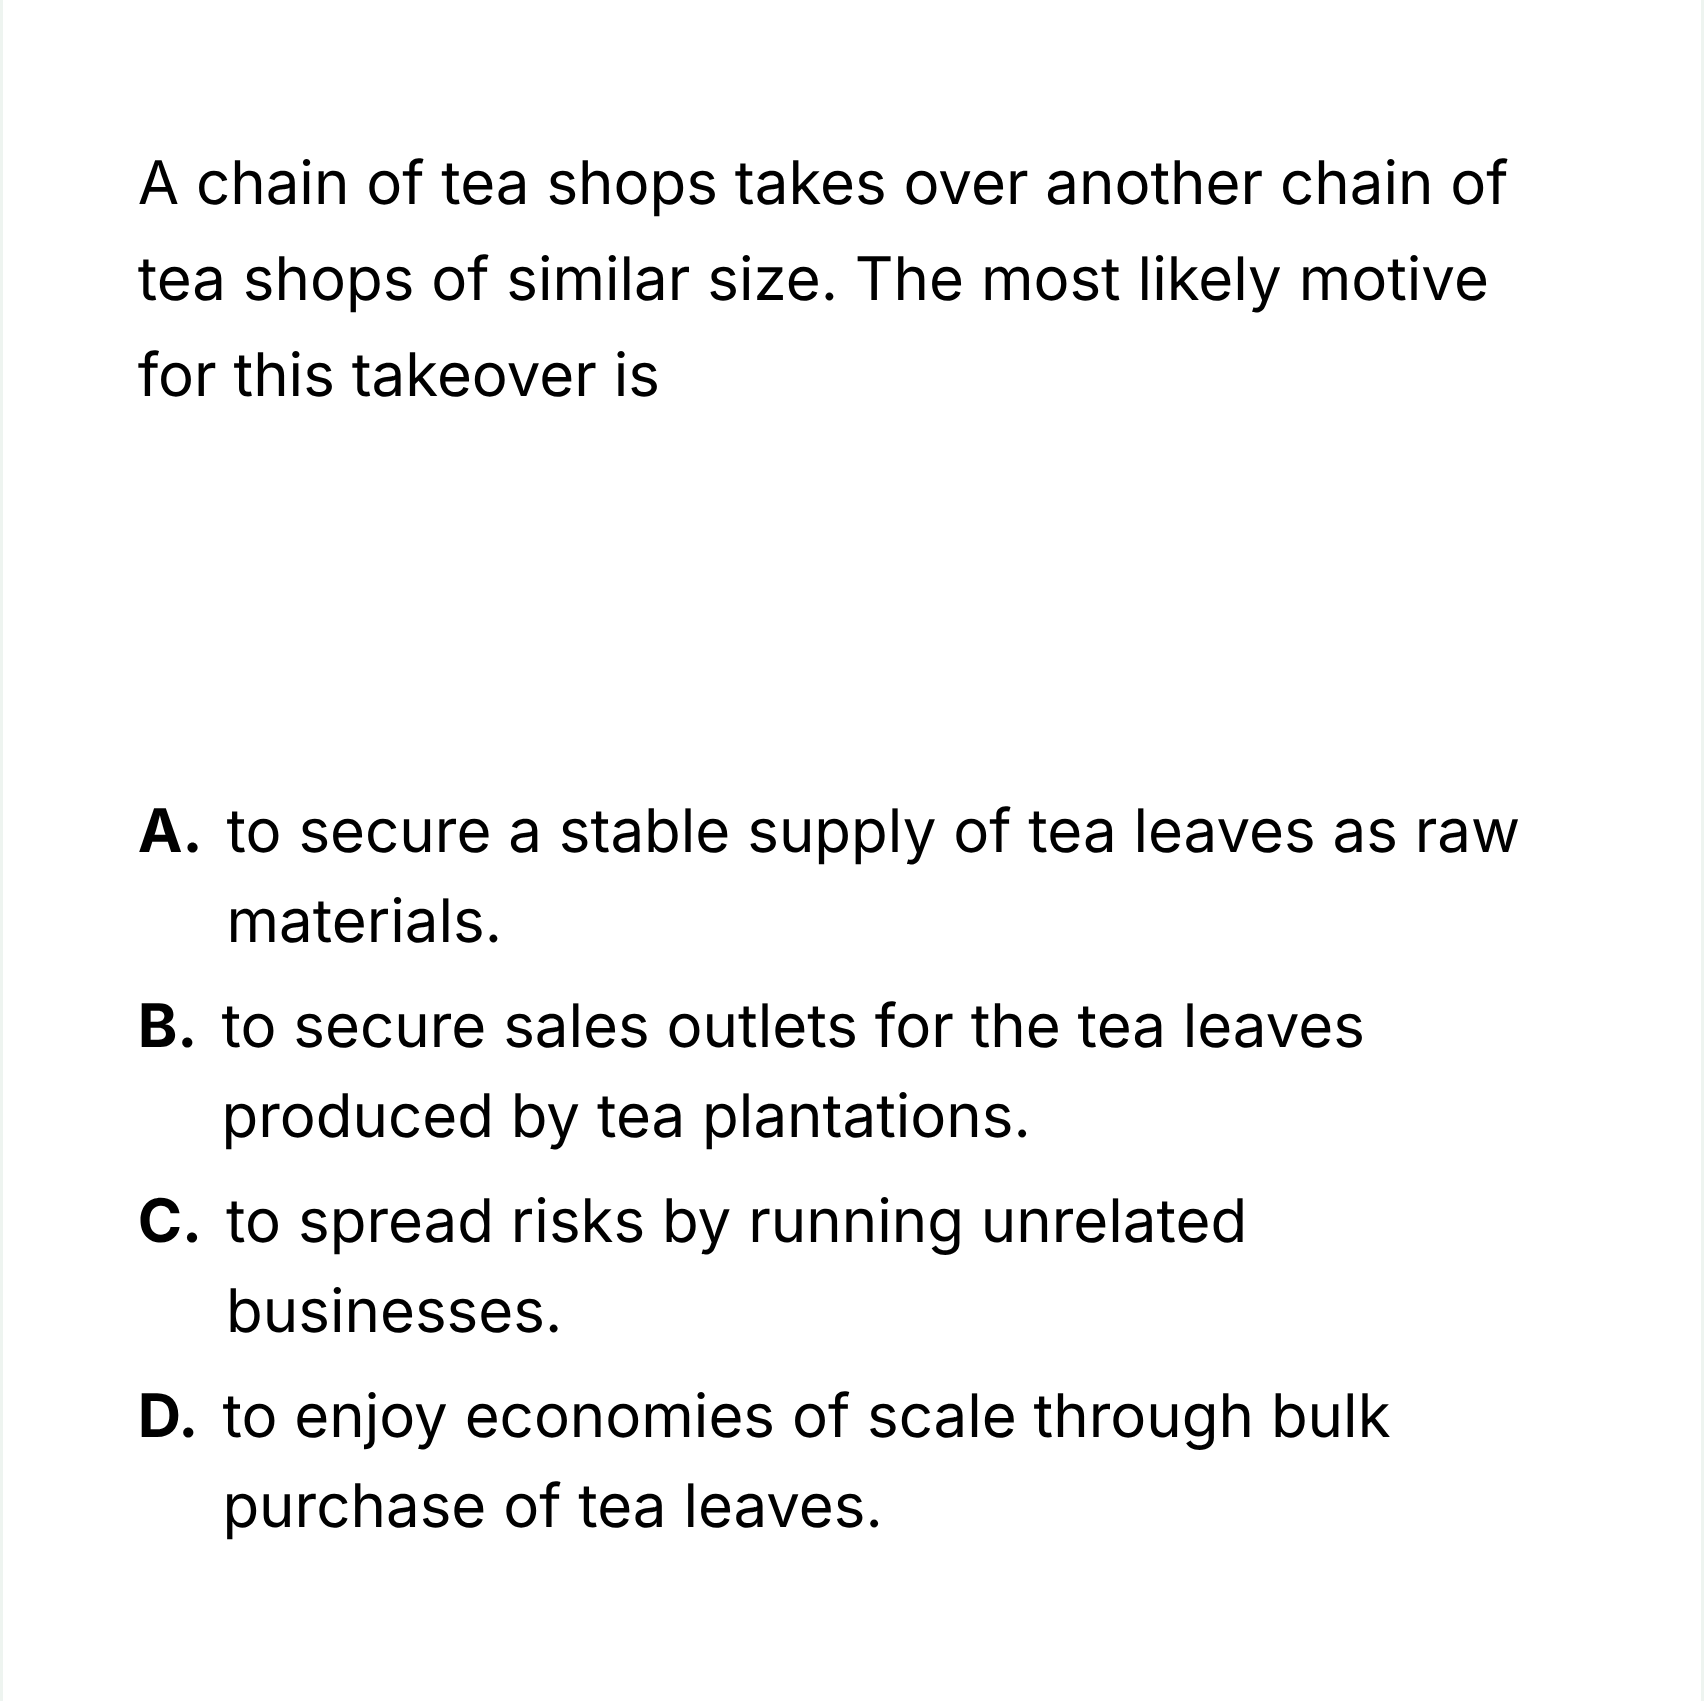 A chain of tea shops takes over another chain of
tea shops of similar size. The most likely motive
for this takeover is
A. to secure a stable supply of tea leaves as raw
materials.
B. to secure sales outlets for the tea leaves
produced by tea plantations.
C. to spread risks by running unrelated
businesses.
D. to enjoy economies of scale through bulk
purchase of tea leaves.